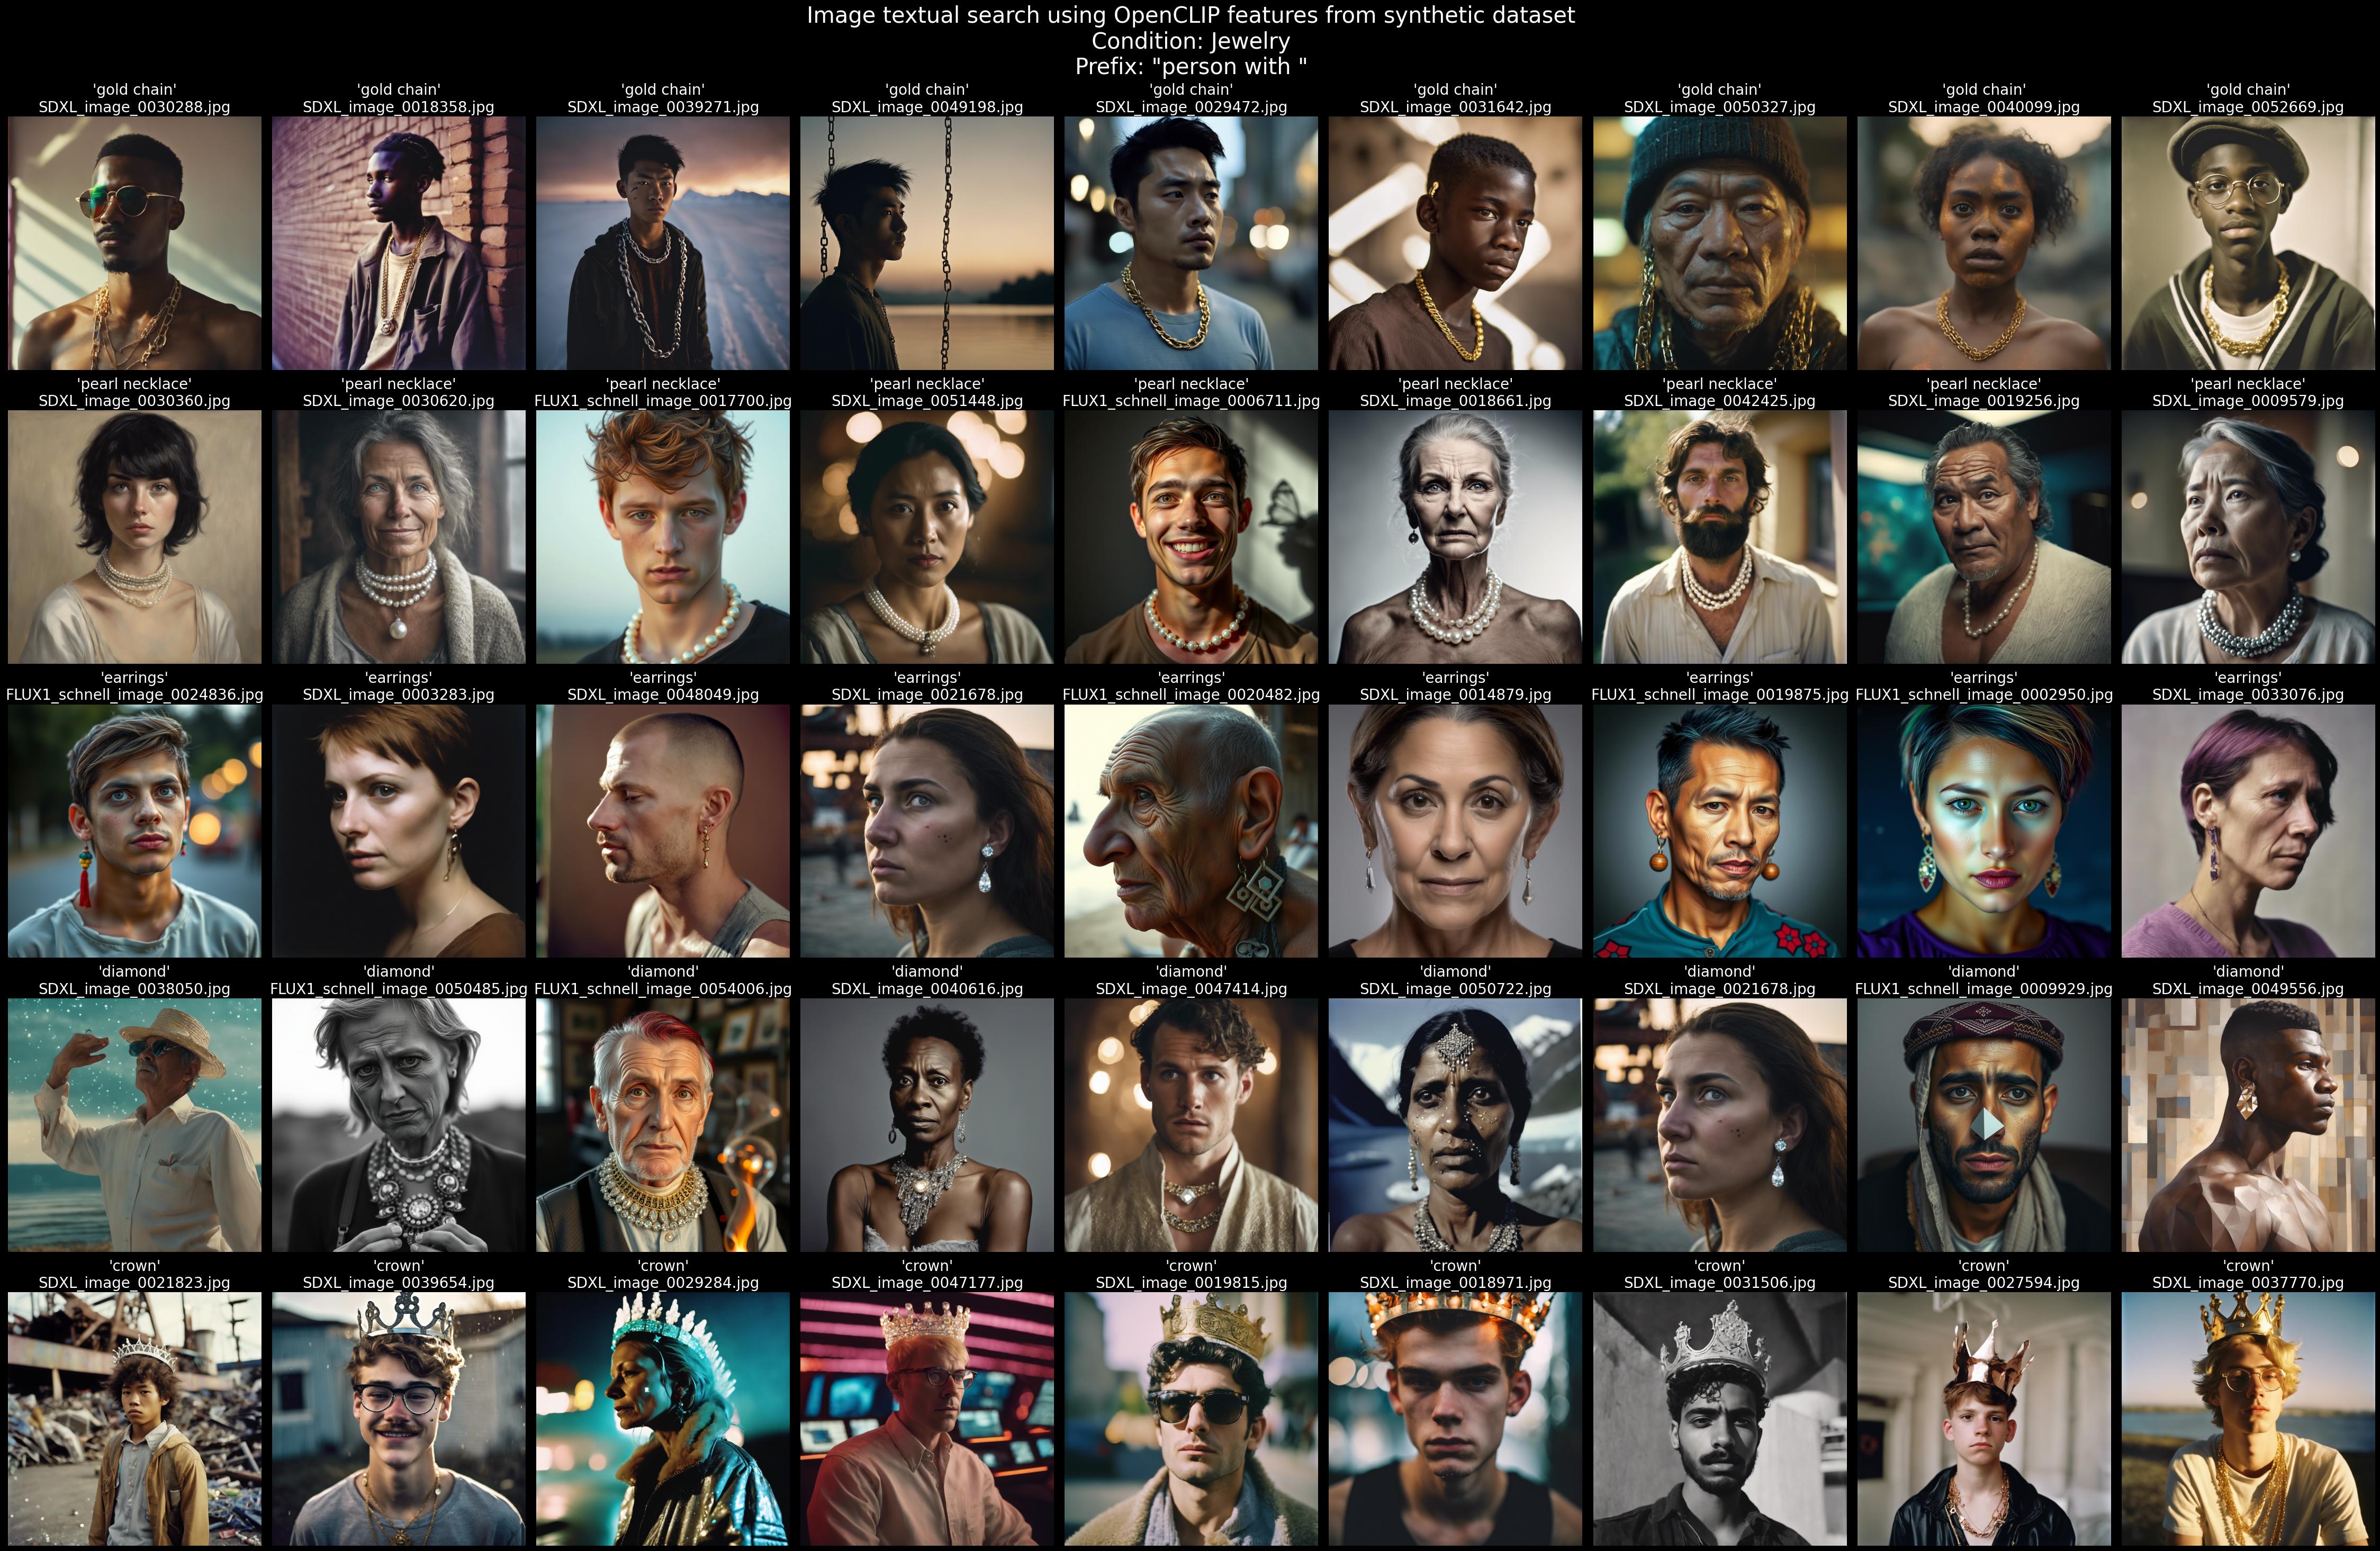 Image textual search using OpenCLIP features from synthetic dataset
Condition: Jewelry
Prefix: "person with "
'gold chain' 'gold chain' 'gold chain' 'gold chain' 'gold chain' 'gold chain' 'gold chain' 'gold chain' 'gold chain'
SDXL_image_0030288.jpg SDXL_image_0018358.jpg SDXL_image_0039271.jpg SDXL_image_0049198.jpg SDXL_image_0029472.jpg SDXL_image_0031642.jpg SDXL_image_0050327.jpg SDXL_image_0040099.jpg SDXL_image_0052669.jpg
'pearl necklace' 'pearl necklace' 'pearl necklace' 'pearl necklace' 'pearl necklace' 'pearl necklace' 'pearl necklace' 'pearl necklace' 'pearl necklace'
SDXL_image_0030360.jpg SDXL_image_0030620.jpg FLUX1_schnell_image_0017700.jpg SDXL_image_0051448.jpg FLUX1_schnell_image_0006711.jpg SDXL_image_0018661.jpg SDXL_image_0042425.jpg SDXL_image_0019256.jpg SDXL_image_0009579.jpg
'earrings' 'earrings' 'earrings' 'earrings' 'earrings' 'earrings' 'earrings' 'earrings' 'earrings'
FLUX1_schnell_image_0024836.jpg SDXL_image_0003283.jpg SDXL_image_0048049.jpg SDXL_image_0021678.jpg FLUX1_schnell_image_0020482.jpg SDXL_image_0014879.jpg FLUX1_schnell_image_0019875.jpg FLUX1_schnell_image_0002950.jpg SDXL_image_0033076.jpg
'diamond' 'diamond' 'diamond' 'diamond' 'diamond' 'diamond' 'diamond' 'diamond' 'diamond'
SDXL_image_0038050.jpg FLUX1_schnell_image_0050485.jpg FLUX1_schnell_image_0054006.jpg SDXL_image_0040616.jpg SDXL_image_0047414.jpg SDXL_image_0050722.jpg SDXL_image_0021678.jpg FLUX1_schnell_image_0009929.jpg SDXL_image_0049556.jpg
'crown' 'crown' 'crown' 'crown' 'crown' 'crown' 'crown' 'crown' 'crown'
SDXL_image_0021823.jpg SDXL_image_0039654.jpg SDXL_image_0029284.jpg SDXL_image_0047177.jpg SDXL_image_0019815.jpg SDXL_image_0018971.jpg SDXL_image_0031506.jpg SDXL_image_0027594.jpg SDXL_image_0037770.jpg